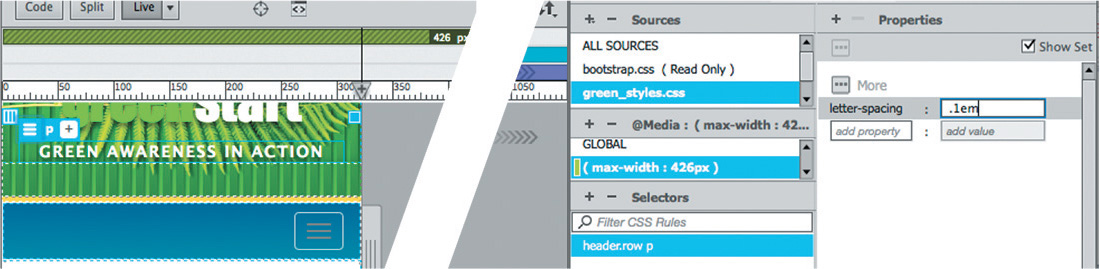 Code Split Live
426 px
0 50 100 150 200 250 300 1050
greenstart
p +
GREEN AWARENESS IN ACTION
+ - Sources
ALL SOURCES
bootstrap.css ( Read Only )
green_styles.css
+ - @Media : ( max-width : 42...
GLOBAL
( max-width : 426px )
+ - Selectors
Filter CSS Rules
header.row p
+ - Properties
Show Set
More
letter-spacing : .1em
add property : add value